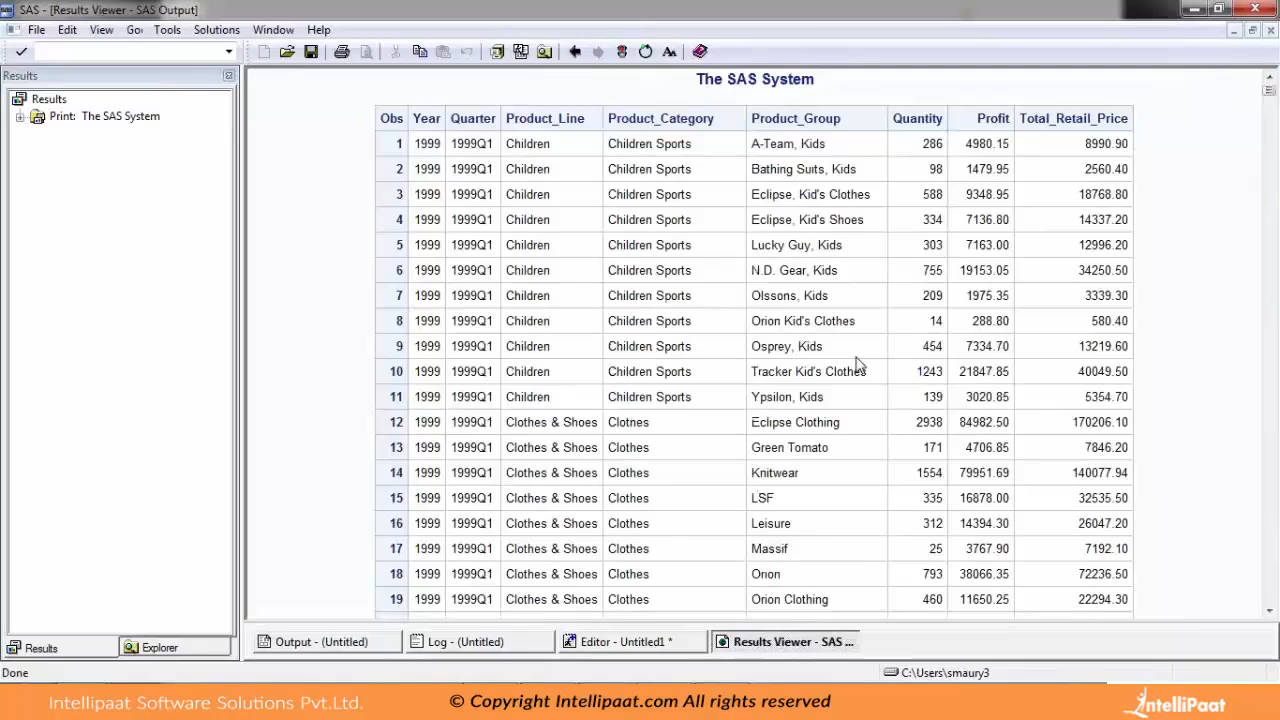 SAS - [Results Viewer - SAS Output]
File Edit View Go Tools Solutions Window Help
Results
Results
Print: The SAS System
The SAS System
Obs Year Quarter Product_Line Product_Category Product_Group Quantity Profit Total_Retail_Price
1 1999 1999Q1 Children Children Sports A-Team, Kids 286 4980.15 8990.90
2 1999 1999Q1 Children Children Sports Bathing Suits, Kids 98 1479.95 2560.40
3 1999 1999Q1 Children Children Sports Eclipse, Kid's Clothes 588 9348.95 18768.80
4 1999 1999Q1 Children Children Sports Eclipse, Kid's Shoes 334 7136.80 14337.20
5 1999 1999Q1 Children Children Sports Lucky Guy, Kids 303 7163.00 12996.20
6 1999 1999Q1 Children Children Sports N.D. Gear, Kids 755 19153.05 34250.50
7 1999 1999Q1 Children Children Sports Olssons, Kids 209 1975.35 3339.30
8 1999 1999Q1 Children Children Sports Orion Kid's Clothes 14 288.80 580.40
9 1999 1999Q1 Children Children Sports Osprey, Kids 454 7334.70 13219.60
10 1999 1999Q1 Children Children Sports Tracker Kid's Clothes 1243 21847.85 40049.50
11 1999 1999Q1 Children Children Sports Ypsilon, Kids 139 3020.85 5354.70
12 1999 1999Q1 Clothes & Shoes Clothes Eclipse Clothing 2938 84982.50 170206.10
13 1999 1999Q1 Clothes & Shoes Clothes Green Tomato 171 4706.85 7846.20
14 1999 1999Q1 Clothes & Shoes Clothes Knitwear 1554 79951.69 140077.94
15 1999 1999Q1 Clothes & Shoes Clothes LSF 335 16878.00 32535.50
16 1999 1999Q1 Clothes & Shoes Clothes Leisure 312 14394.30 26047.20
17 1999 1999Q1 Clothes & Shoes Clothes Massif 25 3767.90 7192.10
18 1999 1999Q1 Clothes & Shoes Clothes Orion 793 38066.35 72236.50
19 1999 1999Q1 Clothes & Shoes Clothes Orion Clothing 460 11650.25 22294.30
Results Explorer
Output - (Untitled) Log - (Untitled) Editor - Untitled1 * Results Viewer - SAS ...
Done C:\Users\smaury3
Intellipaat Software Solutions Pvt.Ltd. © Copyright Intellipaat.com All rights reserved IntelliPaat